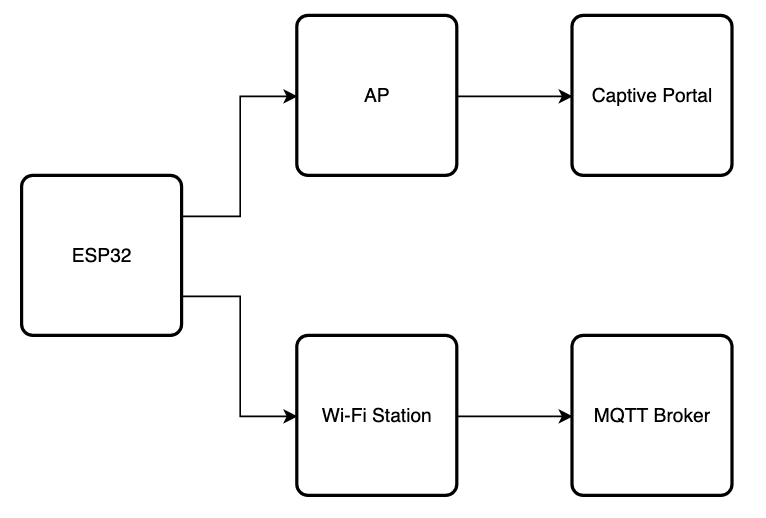 AP
Captive Portal
ESP32
Wi-Fi Station
MQTT Broker